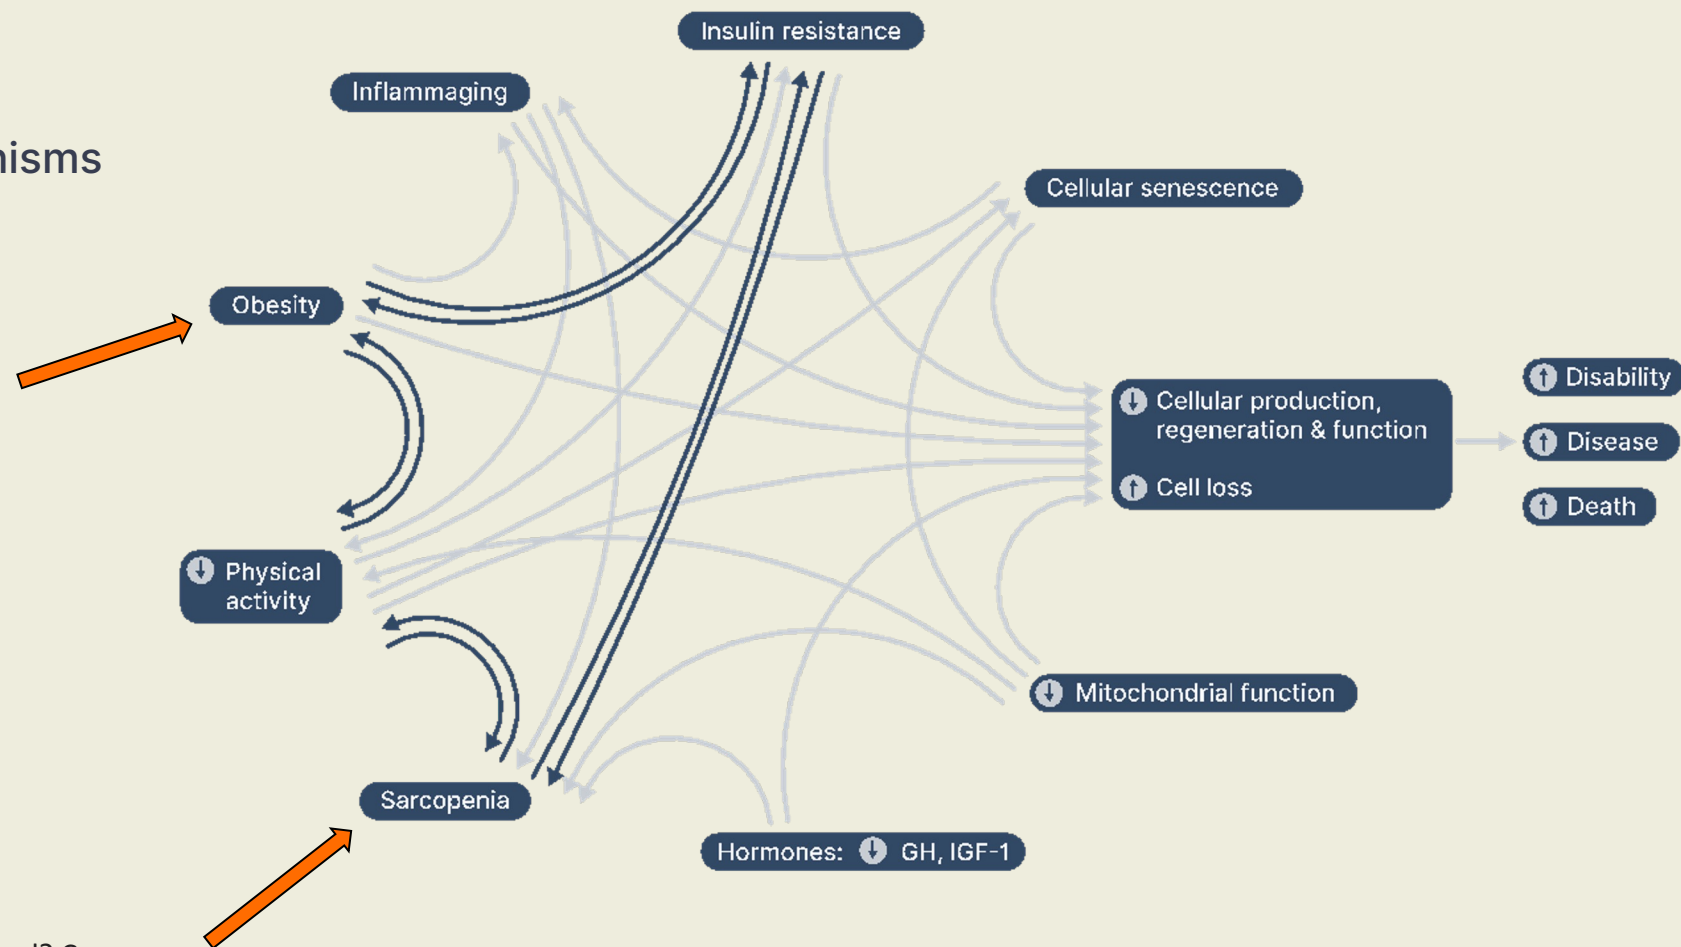 Insulin resistance
Inflammaging
nisms
Cellular senescence
Obesity
↓ Cellular production,
regeneration & function
↑ Cell loss
↑ Disability
↑ Disease
↑ Death
↓ Physical
activity
↓ Mitochondrial function
Sarcopenia
Hormones: ↓ GH, IGF-1